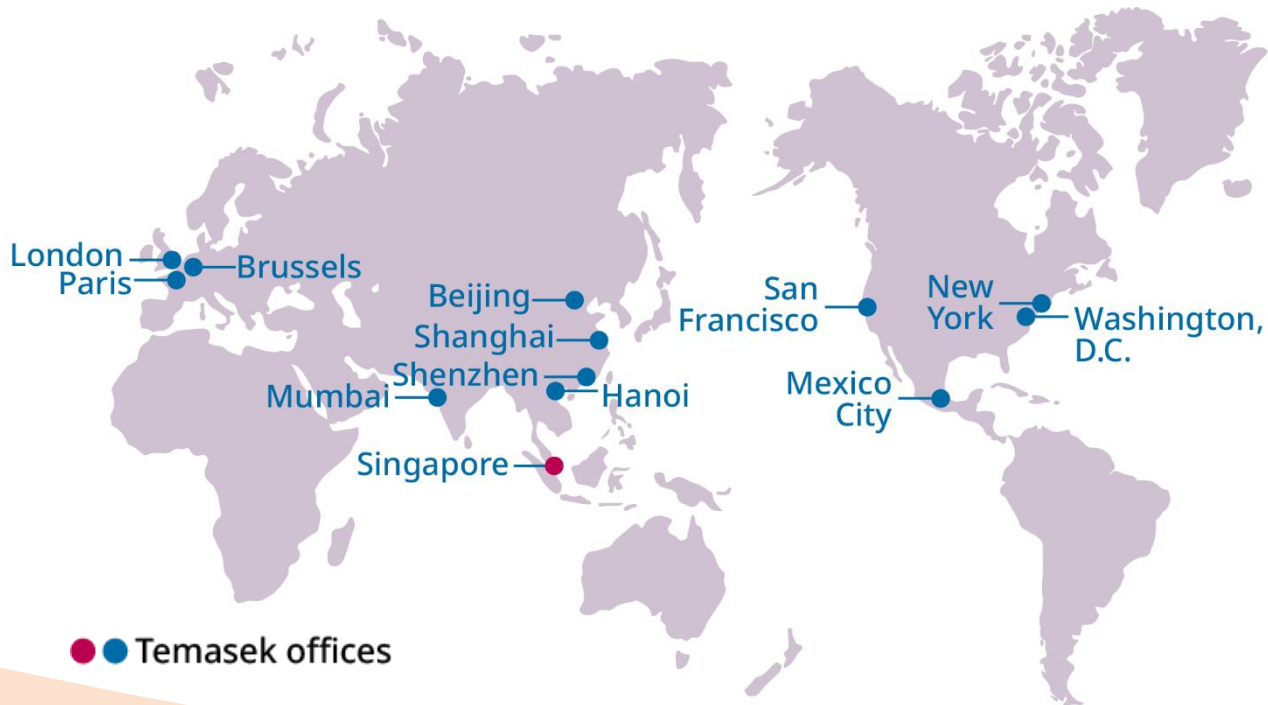 London
Paris
Brussels
Beijing
Shanghai
Shenzhen
Mumbai
Hanoi
Singapore
San
Francisco
New
York
Washington,
D.C.
Mexico
City
Temasek offices